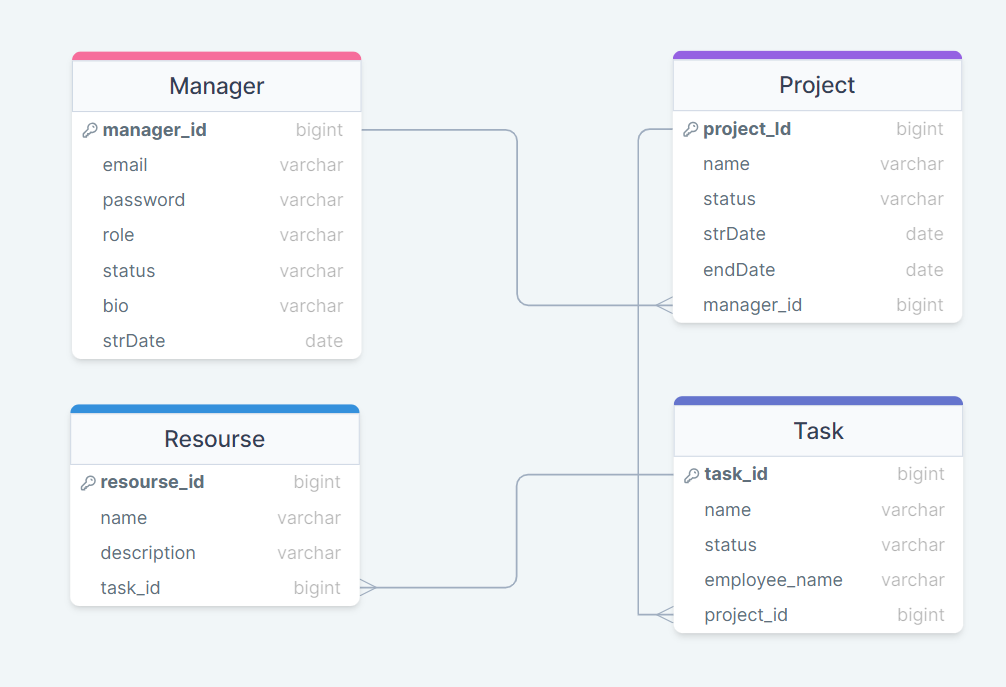 Manager
manager_id bigint
email varchar
password varchar
role varchar
status varchar
bio varchar
strDate date
Project
project_Id bigint
name varchar
status varchar
strDate date
endDate date
manager_id bigint
Resourse
resourse_id bigint
name varchar
description varchar
task_id bigint
Task
task_id bigint
name varchar
status varchar
employee_name varchar
project_id bigint